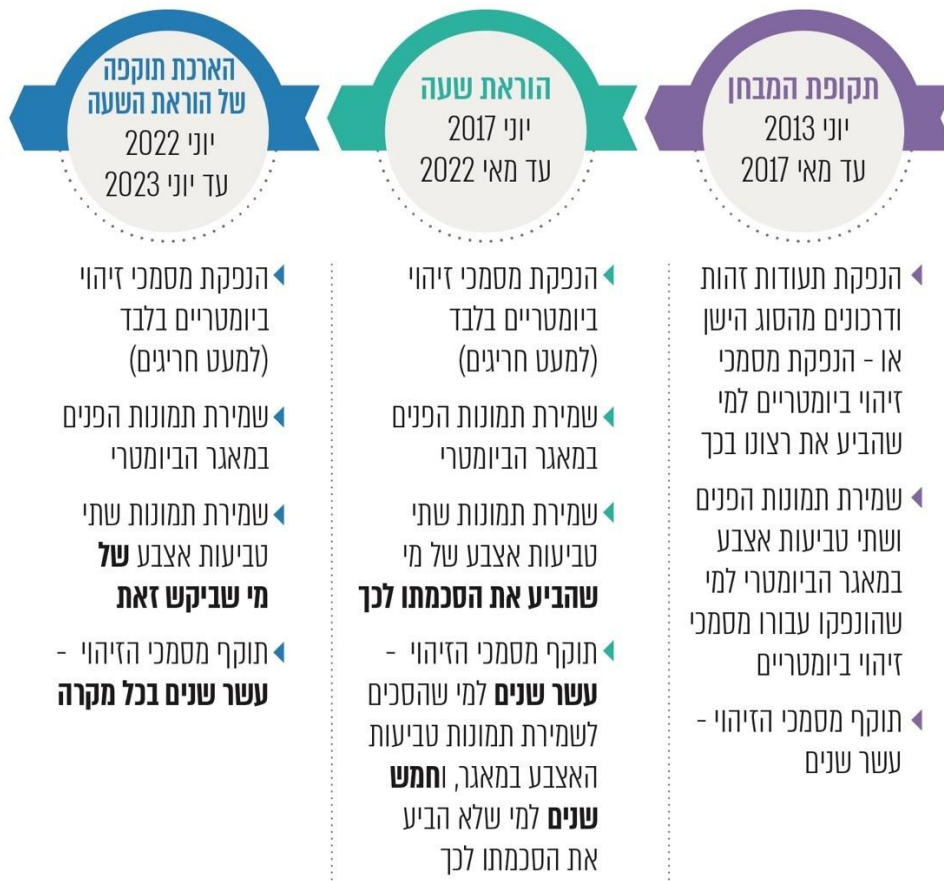 תקופת המבחן
יוני 2013
עד מאי 2017
הנפקת תעודות זהות
ודרכונים מהסוג הישן
או - הנפקת מסמכי
זיהוי ביומטריים למי
שהביע את רצונו בכך
שמירת תמונות הפנים
ושתי טביעות אצבע
במאגר הביומטרי למי
שהונפקו עבורו מסמכי
זיהוי ביומטריים
תוקף מסמכי הזיהוי -
עשר שנים
הוראת שעה
יוני 2017
עד מאי 2022
הנפקת מסמכי זיהוי
ביומטריים בלבד
(למעט חריגים)
שמירת תמונות הפנים
במאגר הביומטרי
שמירת תמונות שתי
טביעות אצבע של מי
שהביע את הסכמתו לכך
תוקף מסמכי הזיהוי -
עשר שנים למי שהסכים
לשמירת תמונות טביעות
האצבע במאגר, וחמש
שנים למי שלא הביע
את הסכמתו לכך
הארכת תוקפה
של הוראת השעה
יוני 2022
עד יוני 2023
הנפקת מסמכי זיהוי
ביומטריים בלבד
(למעט חריגים)
שמירת תמונות הפנים
במאגר הביומטרי
שמירת תמונות שתי
טביעות אצבע של
מי שביקש זאת
תוקף מסמכי הזיהוי -
עשר שנים בכל מקרה